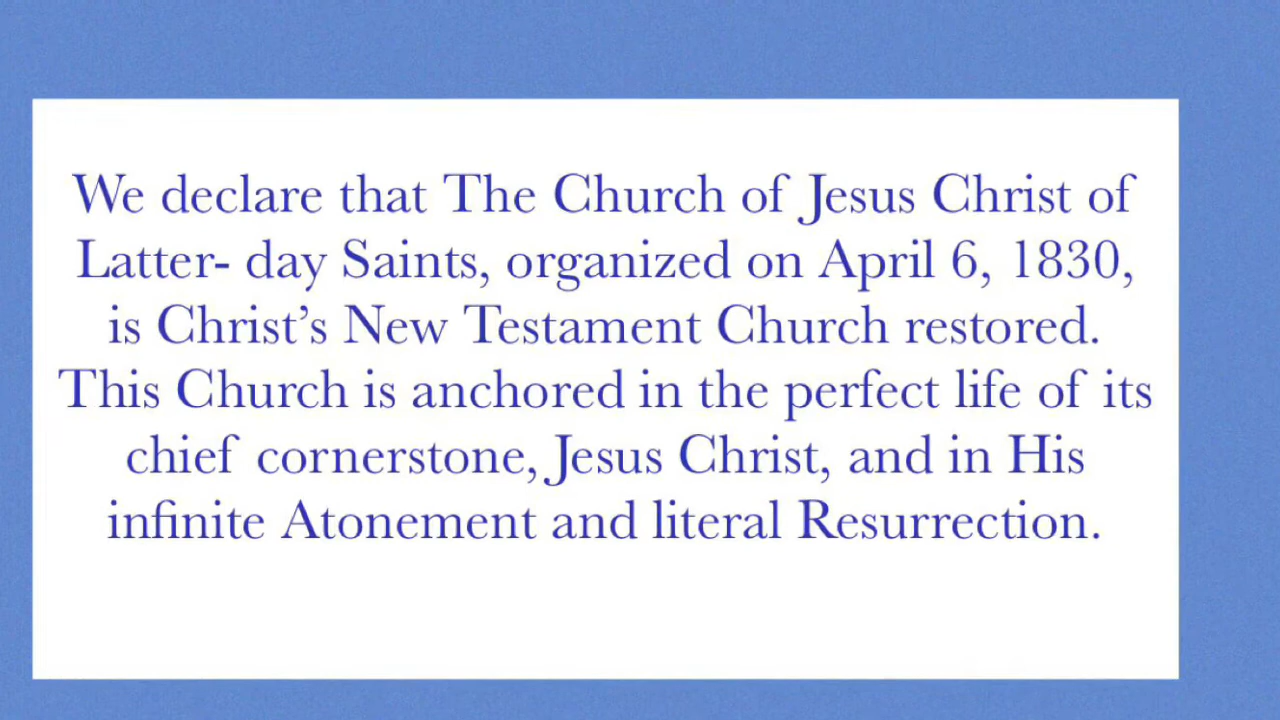 We declare that The Church of Jesus Christ of
Latter- day Saints, organized on April 6, 1830,
is Christ’s New Testament Church restored.
This Church is anchored in the perfect life of its
chief cornerstone, Jesus Christ, and in His
infinite Atonement and literal Resurrection.